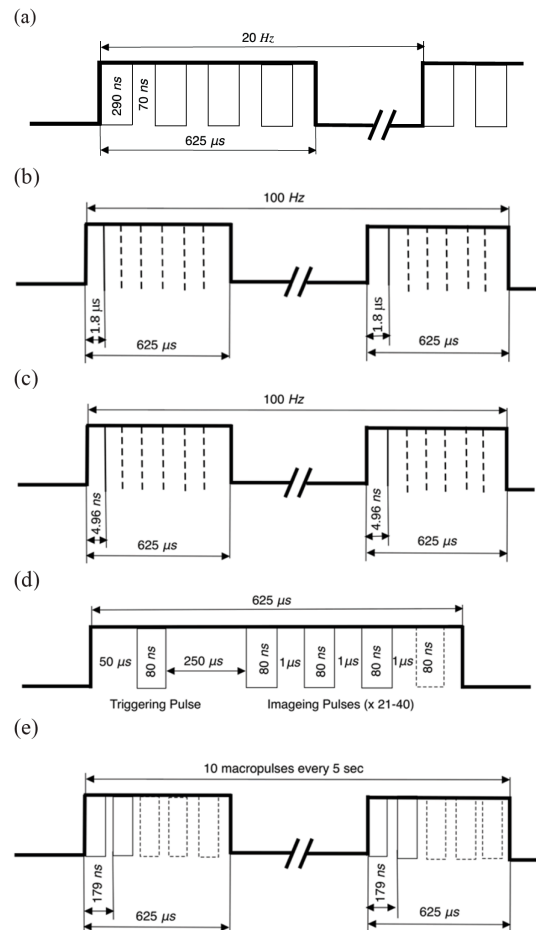 (a)
20 Hz
290 ns
70 ns
625 µs
(b)
100 Hz
1.8 µs
1.8 µs
625 µs
625 µs
(c)
100 Hz
4.96 ns
4.96 ns
625 µs
625 µs
(d)
625 µs
50 µs
80 ns
250 µs
80 ns
1µs
80 ns
1µs
80 ns
1µs
80 ns
Triggering Pulse
Imageing Pulses (x 21-40)
(e)
10 macropulses every 5 sec
179 ns
179 ns
625 µs
625 µs